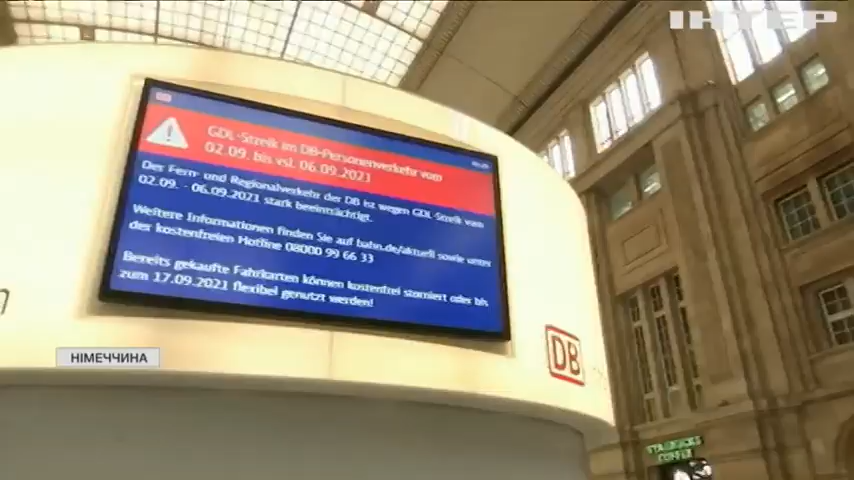 ІНТЕР
GDL-Streik im DB-Personenverkehr vom
02.09. bis vsl. 06.09.2021
Der Fern- und Regionalverkehr der DB ist wegen GDL-Streik vom
02.09. - 06.09.2021 stark beeinträchtigt.
Weitere Informationen finden Sie auf bahn.de/aktuell sowie unter
der kostenfreien Hotline 08000 99 66 33
Bereits gekaufte Fahrkarten können kostenfrei storniert oder bis
zum 17.09.2021 flexibel genutzt werden!
DB
НІМЕЧЧИНА
STARBUCKS
COFFEE